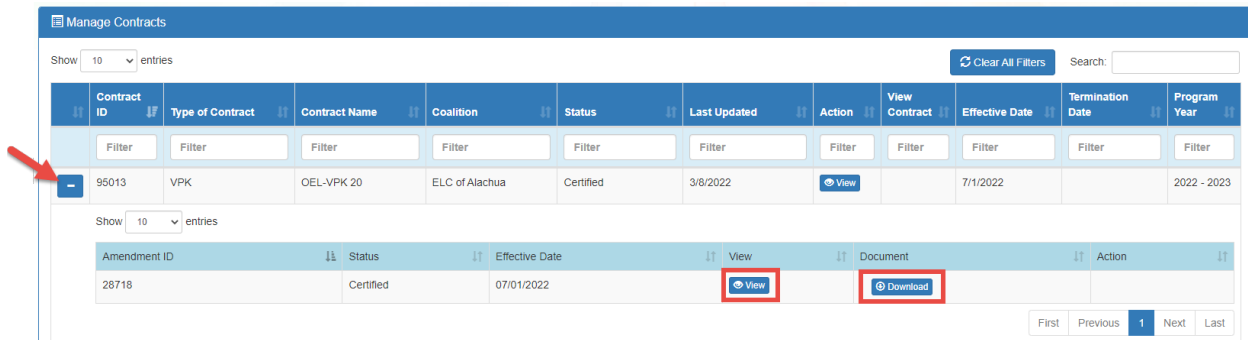 Manage Contracts
Show 10 entries Clear All Filters Search:
Contract ID Type of Contract Contract Name Coalition Status Last Updated Action View Contract Effective Date Termination Date Program Year
Filter Filter Filter Filter Filter Filter Filter Filter Filter Filter Filter
95013 VPK OEL-VPK 20 ELC of Alachua Certified 3/8/2022 View 7/1/2022 2022 - 2023
Show 10 entries
Amendment ID Status Effective Date View Document Action
28718 Certified 07/01/2022 View Download
First Previous 1 Next Last